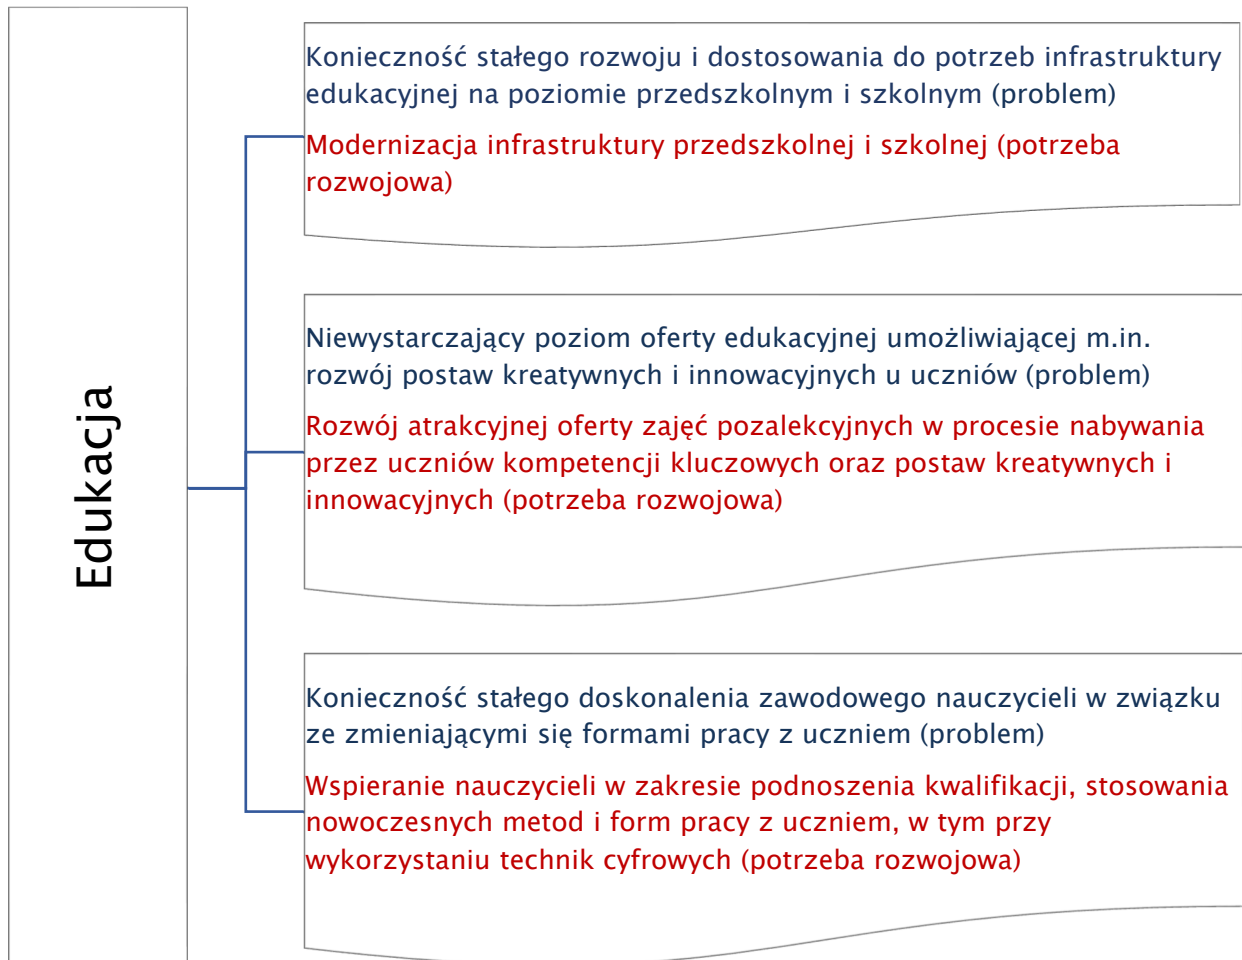 Edukacja
Konieczność stałego rozwoju i dostosowania do potrzeb infrastruktury
edukacyjnej na poziomie przedszkolnym i szkolnym (problem)
Modernizacja infrastruktury przedszkolnej i szkolnej (potrzeba
rozwojowa)
Niewystarczający poziom oferty edukacyjnej umożliwiającej m.in.
rozwój postaw kreatywnych i innowacyjnych u uczniów (problem)
Rozwój atrakcyjnej oferty zajęć pozalekcyjnych w procesie nabywania
przez uczniów kompetencji kluczowych oraz postaw kreatywnych i
innowacyjnych (potrzeba rozwojowa)
Konieczność stałego doskonalenia zawodowego nauczycieli w związku
ze zmieniającymi się formami pracy z uczniem (problem)
Wspieranie nauczycieli w zakresie podnoszenia kwalifikacji, stosowania
nowoczesnych metod i form pracy z uczniem, w tym przy
wykorzystaniu technik cyfrowych (potrzeba rozwojowa)